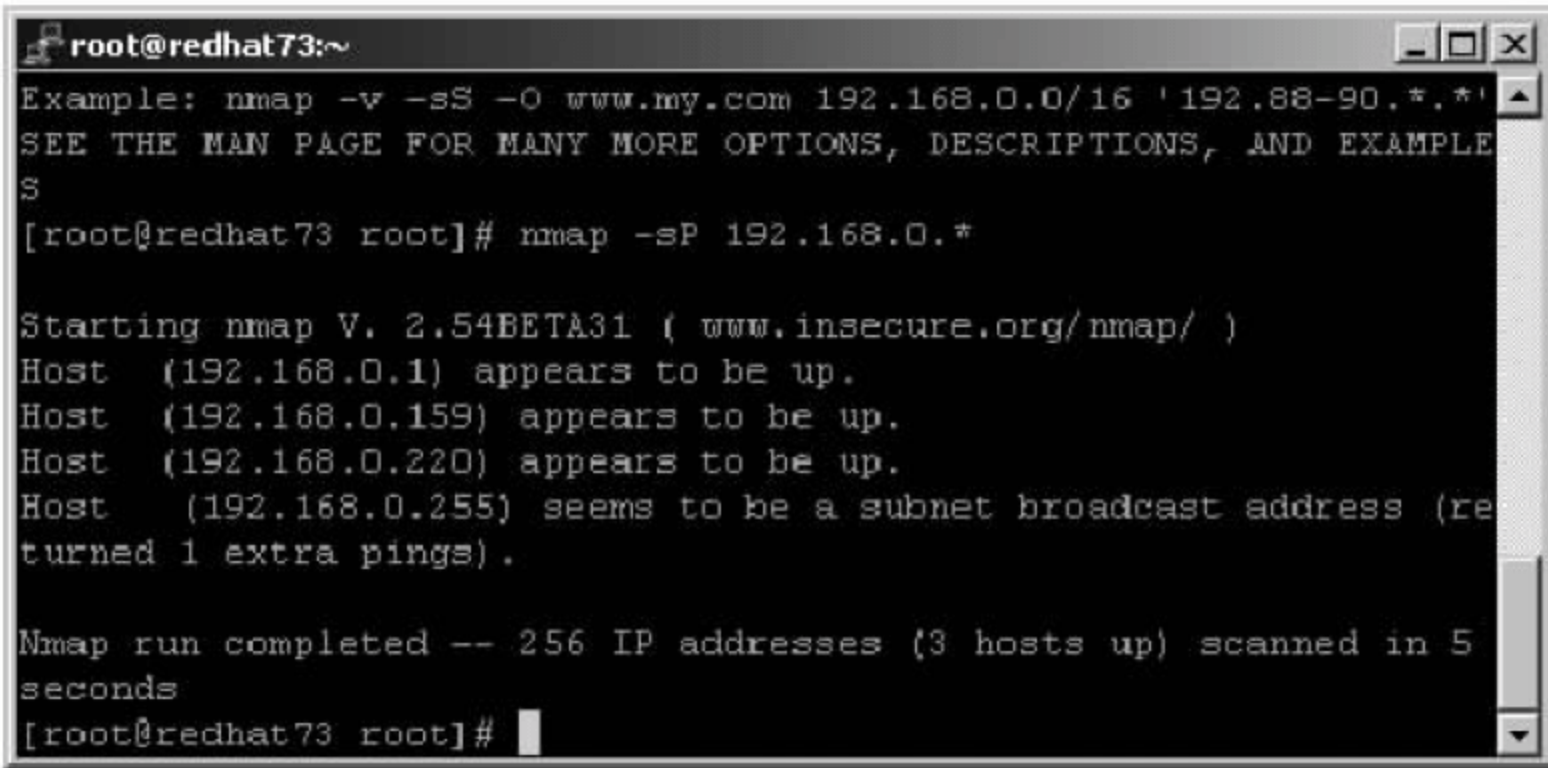 root@redhat73:~
Example: nmap -v -sS -O www.my.com 192.168.0.0/16 '192.88-90.*.*'
SEE THE MAN PAGE FOR MANY MORE OPTIONS, DESCRIPTIONS, AND EXAMPLE
S
[root@redhat73 root]# nmap -sP 192.168.0.*
Starting nmap V. 2.54BETA31 ( www.insecure.org/nmap/ )
Host  (192.168.0.1) appears to be up.
Host  (192.168.0.159) appears to be up.
Host  (192.168.0.220) appears to be up.
Host   (192.168.0.255) seems to be a subnet broadcast address (re
turned 1 extra pings).
Nmap run completed -- 256 IP addresses (3 hosts up) scanned in 5
seconds
[root@redhat73 root]#